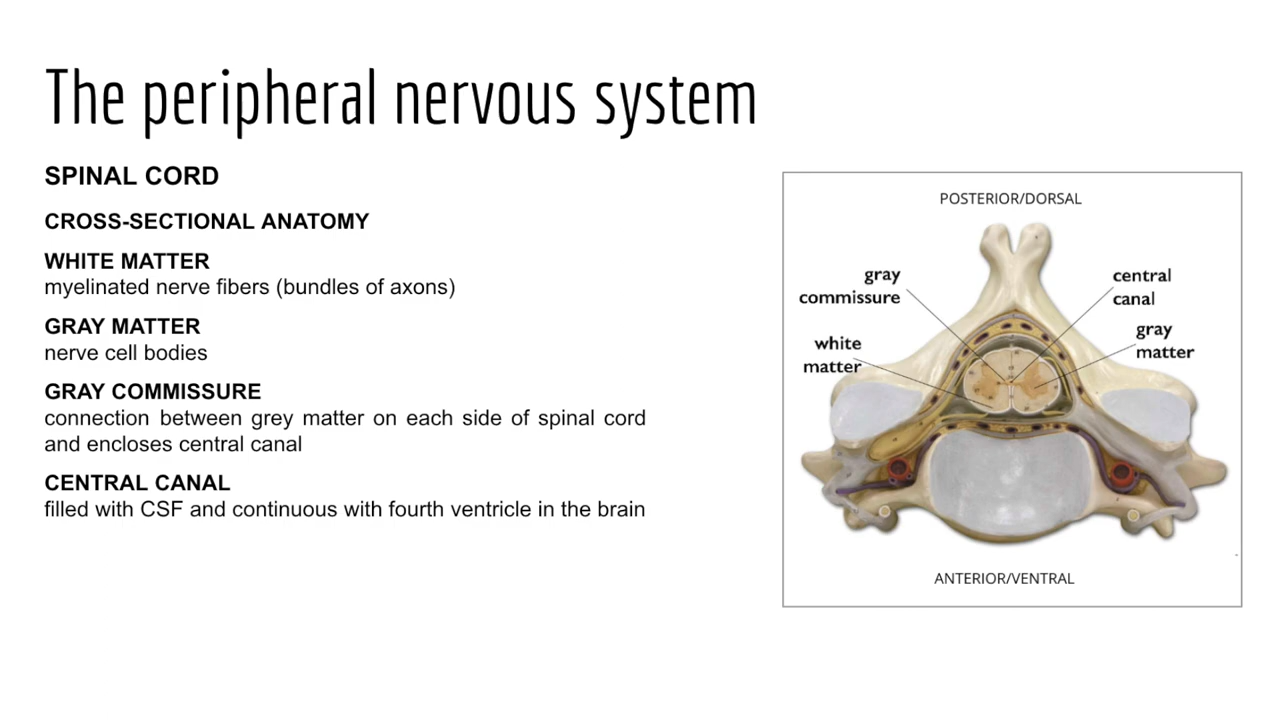 The peripheral nervous system
SPINAL CORD
CROSS-SECTIONAL ANATOMY
WHITE MATTER
myelinated nerve fibers (bundles of axons)
GRAY MATTER
nerve cell bodies
GRAY COMMISSURE
connection between grey matter on each side of spinal cord
and encloses central canal
CENTRAL CANAL
filled with CSF and continuous with fourth ventricle in the brain
POSTERIOR/DORSAL
gray
commissure
central
canal
white
matter
gray
matter
ANTERIOR/VENTRAL